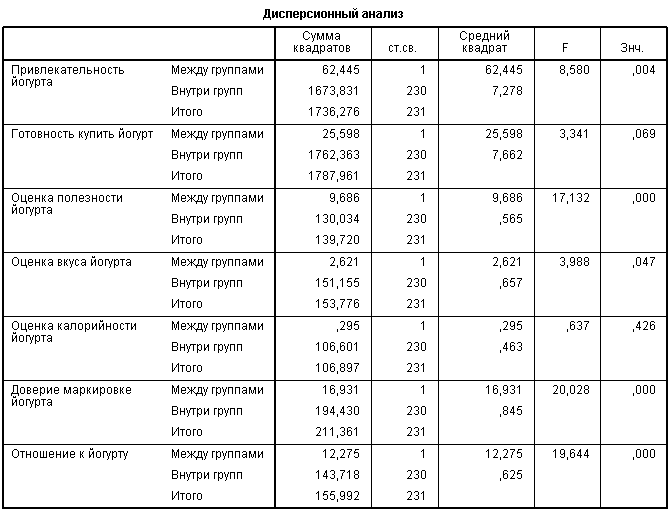 Дисперсионный анализ
Сумма квадратов ст.св. Средний квадрат F Знч.
Привлекательность йогурта Между группами 62,445 1 62,445 8,580 ,004
Внутри групп 1673,831 230 7,278
Итого 1736,276 231
Готовность купить йогурт Между группами 25,598 1 25,598 3,341 ,069
Внутри групп 1762,363 230 7,662
Итого 1787,961 231
Оценка полезности йогурта Между группами 9,686 1 9,686 17,132 ,000
Внутри групп 130,034 230 ,565
Итого 139,720 231
Оценка вкуса йогурта Между группами 2,621 1 2,621 3,988 ,047
Внутри групп 151,155 230 ,657
Итого 153,776 231
Оценка калорийности йогурта Между группами ,295 1 ,295 ,637 ,426
Внутри групп 106,601 230 ,463
Итого 106,897 231
Доверие маркировке йогурта Между группами 16,931 1 16,931 20,028 ,000
Внутри групп 194,430 230 ,845
Итого 211,361 231
Отношение к йогурту Между группами 12,275 1 12,275 19,644 ,000
Внутри групп 143,718 230 ,625
Итого 155,992 231